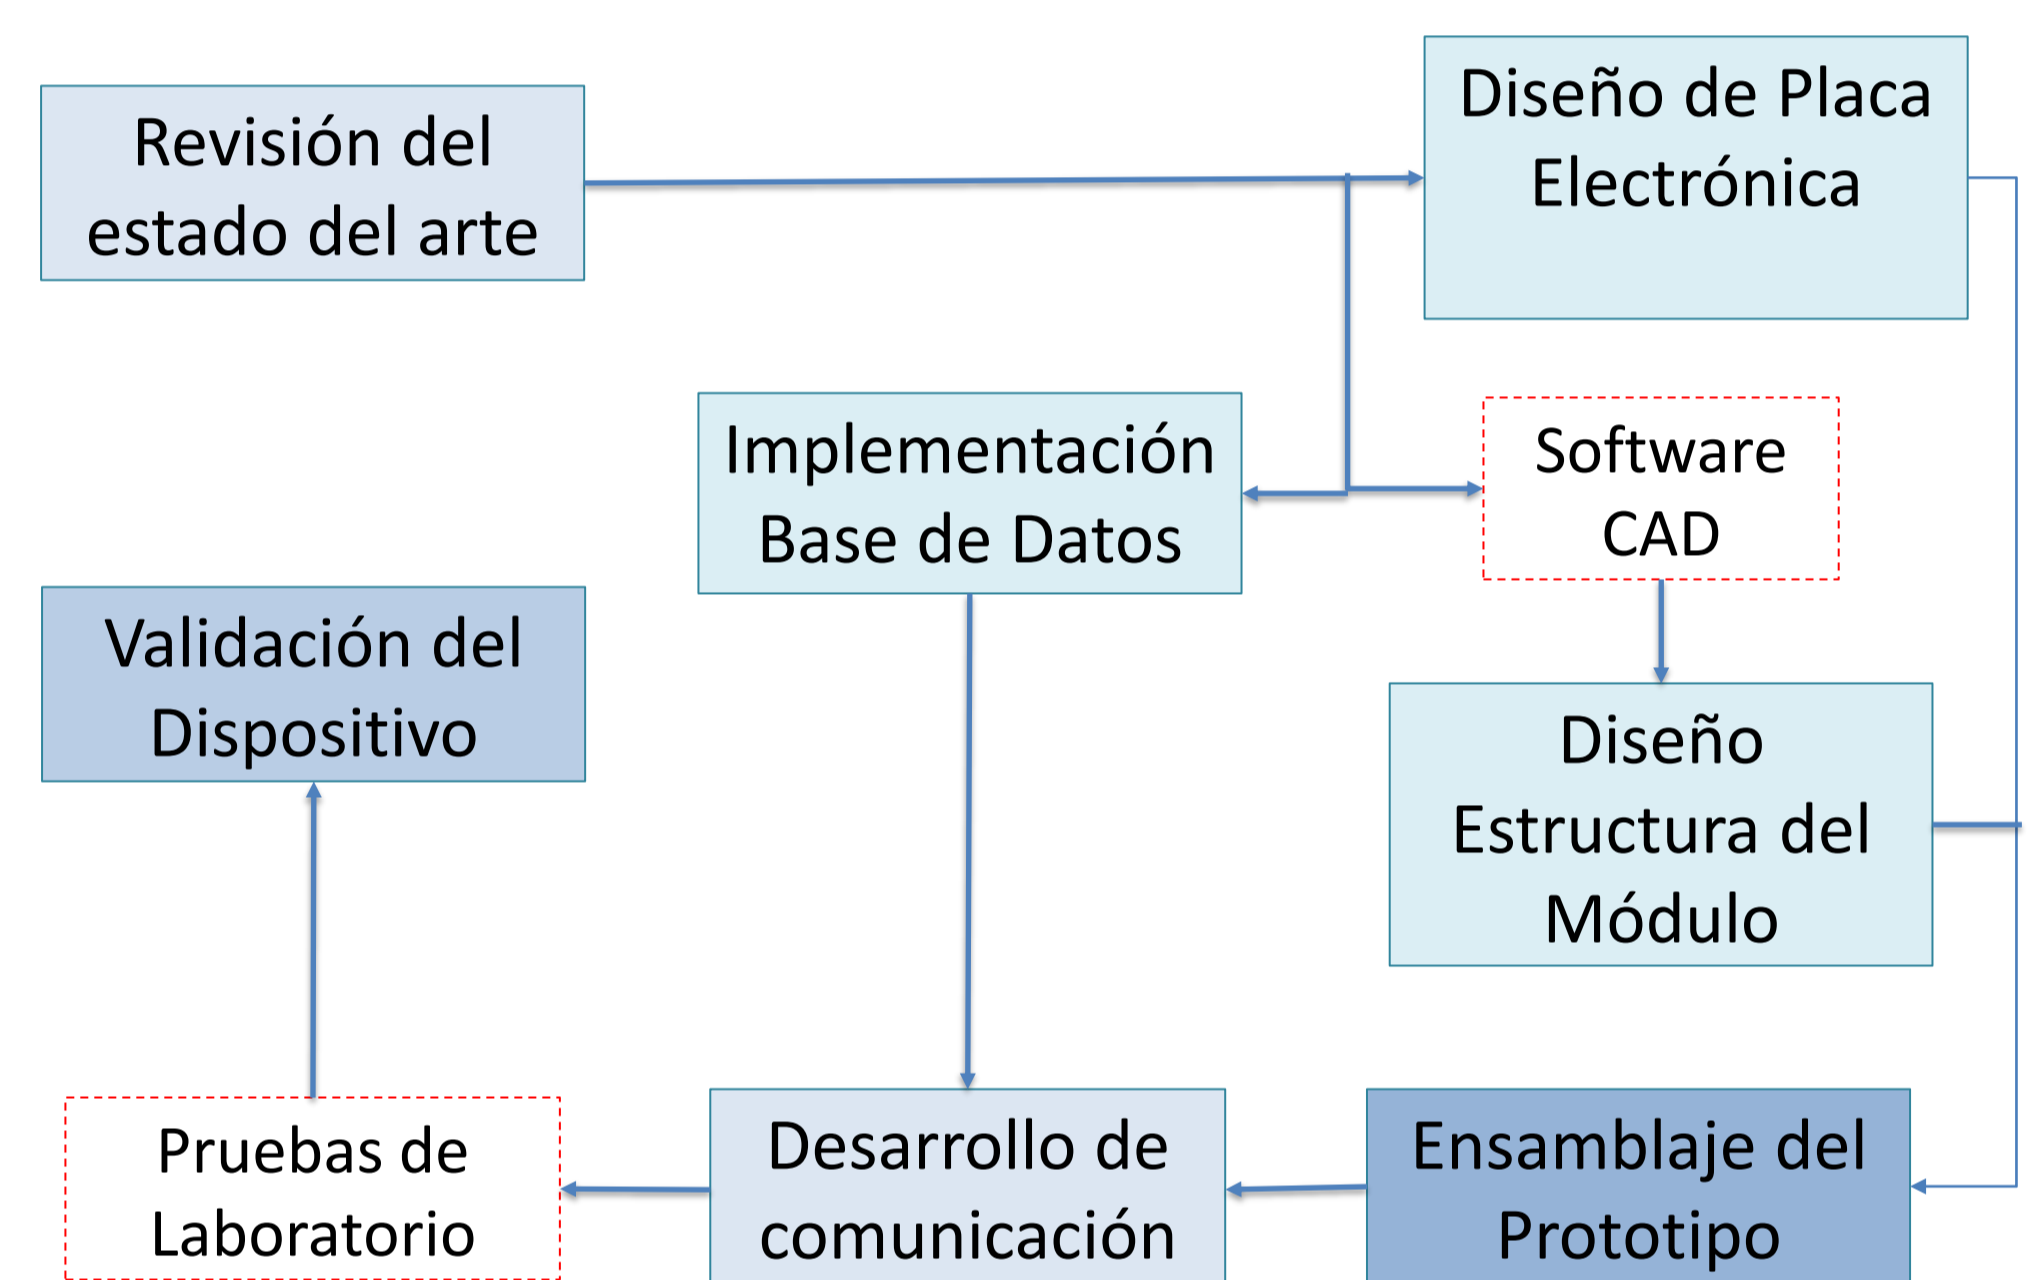 Revisión del
estado del arte
Diseño de Placa
Electrónica
Implementación
Base de Datos
Software
CAD
Validación del
Dispositivo
Diseño
Estructura del
Módulo
Pruebas de
Laboratorio
Desarrollo de
comunicación
Ensamblaje del
Prototipo